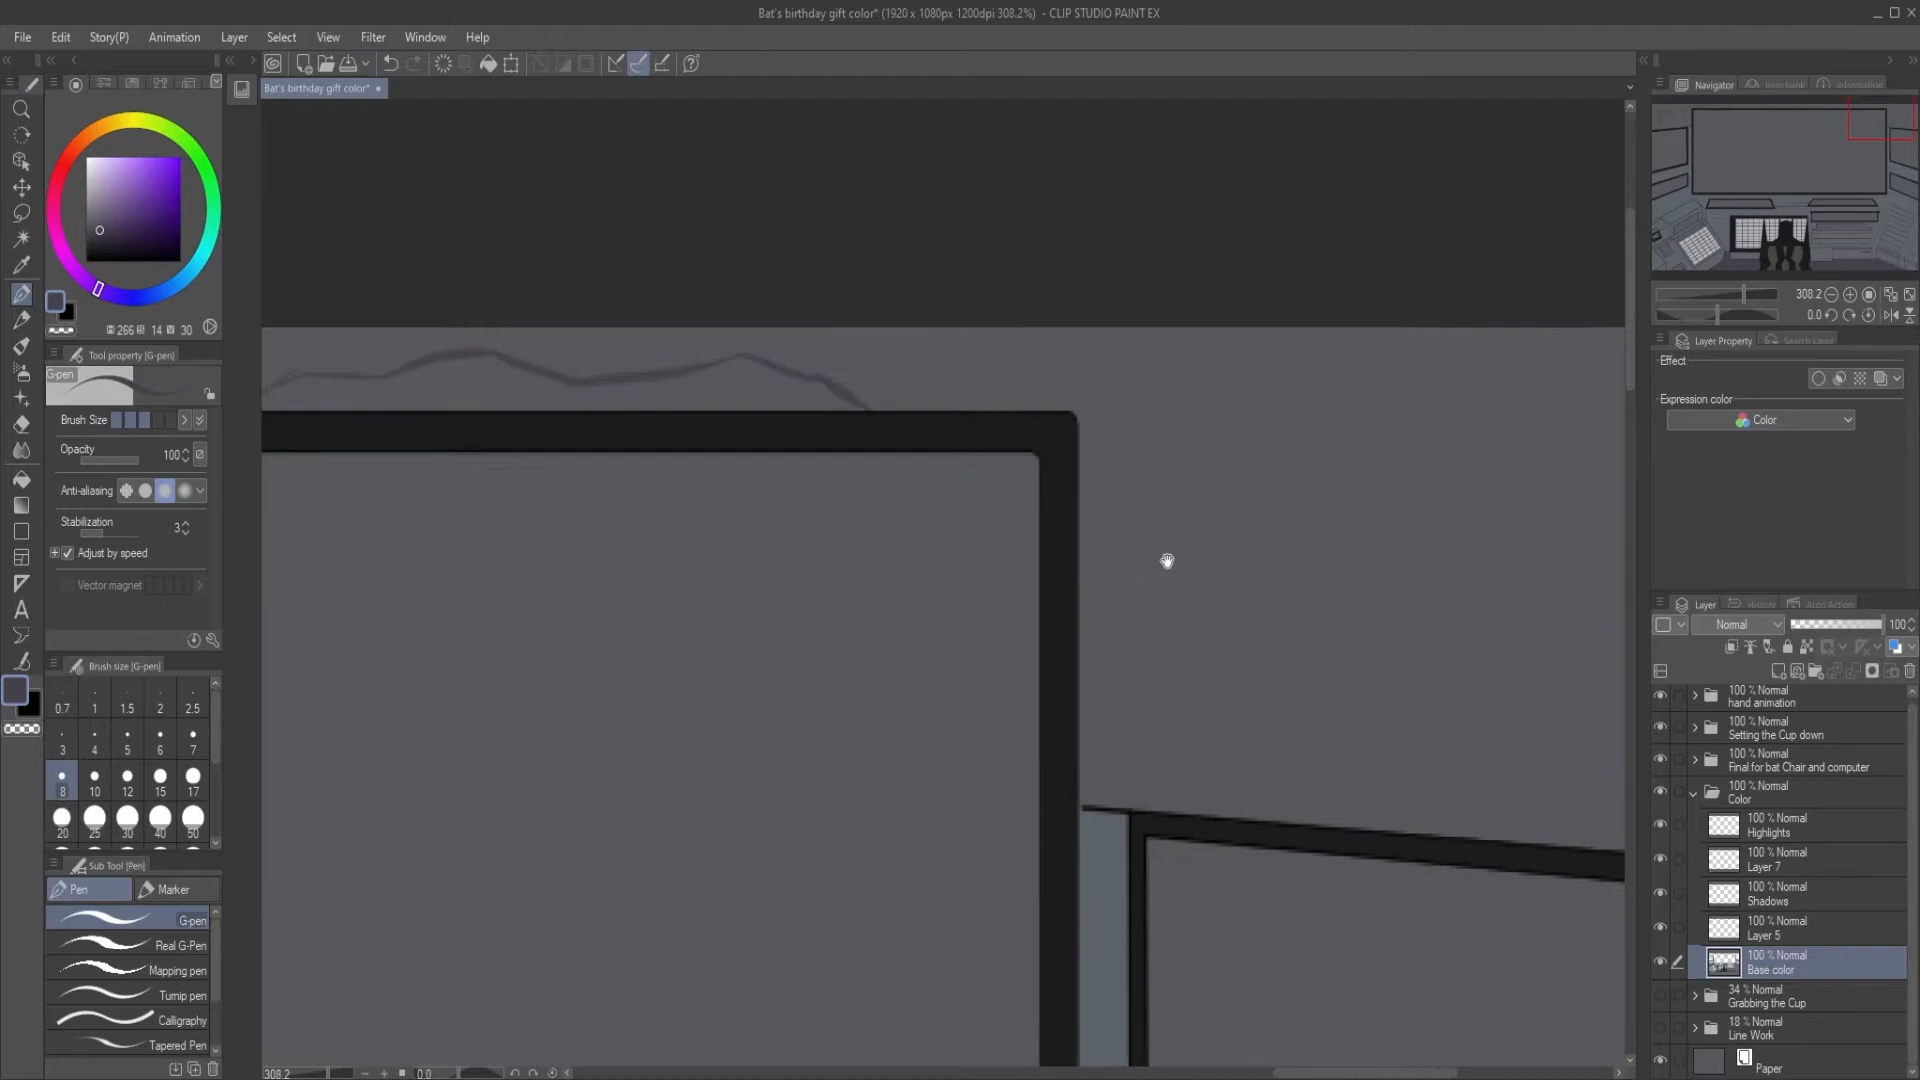 Bat's birthday gift color* (1920 x 1080px 1200dpi 308.2%) - CLIP STUDIO PAINT EX
File Edit Story(P) Animation Layer Select View Filter Window Help
Bat's birthday gift color*
Navigator Item bank Information
266 14 30
308.2
0.0
Tool property [G-pen]
G-pen
Brush Size
Opacity 100
Anti-aliasing
Stabilization 3
Adjust by speed
Vector magnet
Layer Property Search Layer
Effect
Expression color
Color
Layer History Auto Action
Normal 100
Brush size [G-pen]
0.7 1 1.5 2 2.5
3 4 5 6 7
8 10 12 15 17
20 25 30 40 50
Sub Tool [Pen]
Pen Marker
G-pen
Real G-Pen
Mapping pen
Turnip pen
Calligraphy
Tapered Pen
100 % Normal
hand animation
100 % Normal
Setting the Cup down
100 % Normal
Final for bat Chair and computer
100 % Normal
Color
100 % Normal
Highlights
100 % Normal
Layer 7
100 % Normal
Shadows
100 % Normal
Layer 5
100 % Normal
Base color
34 % Normal
Grabbing the Cup
18 % Normal
Line Work
Paper
308.2 0.0